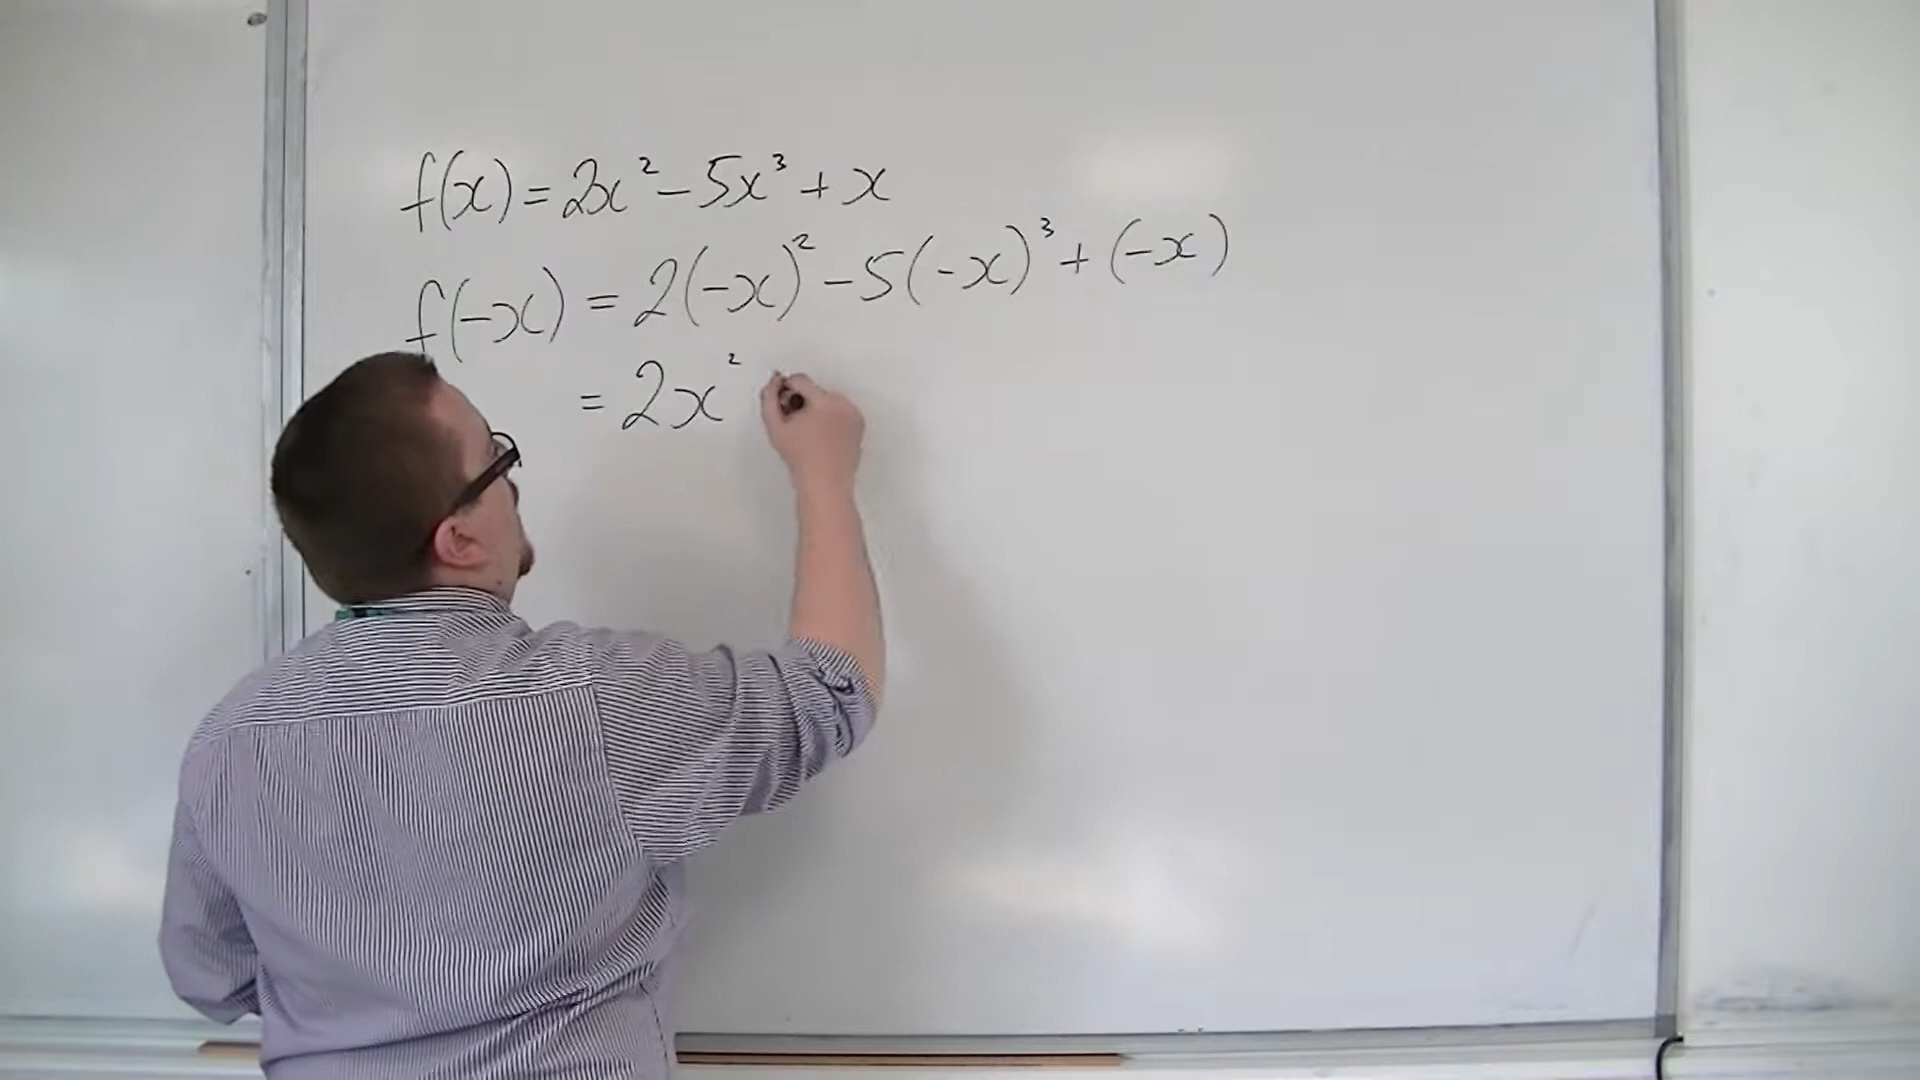 f(x) = 2x² - 5x³ + x
f(-x) = 2(-x)² - 5(-x)³ + (-x)
= 2x²